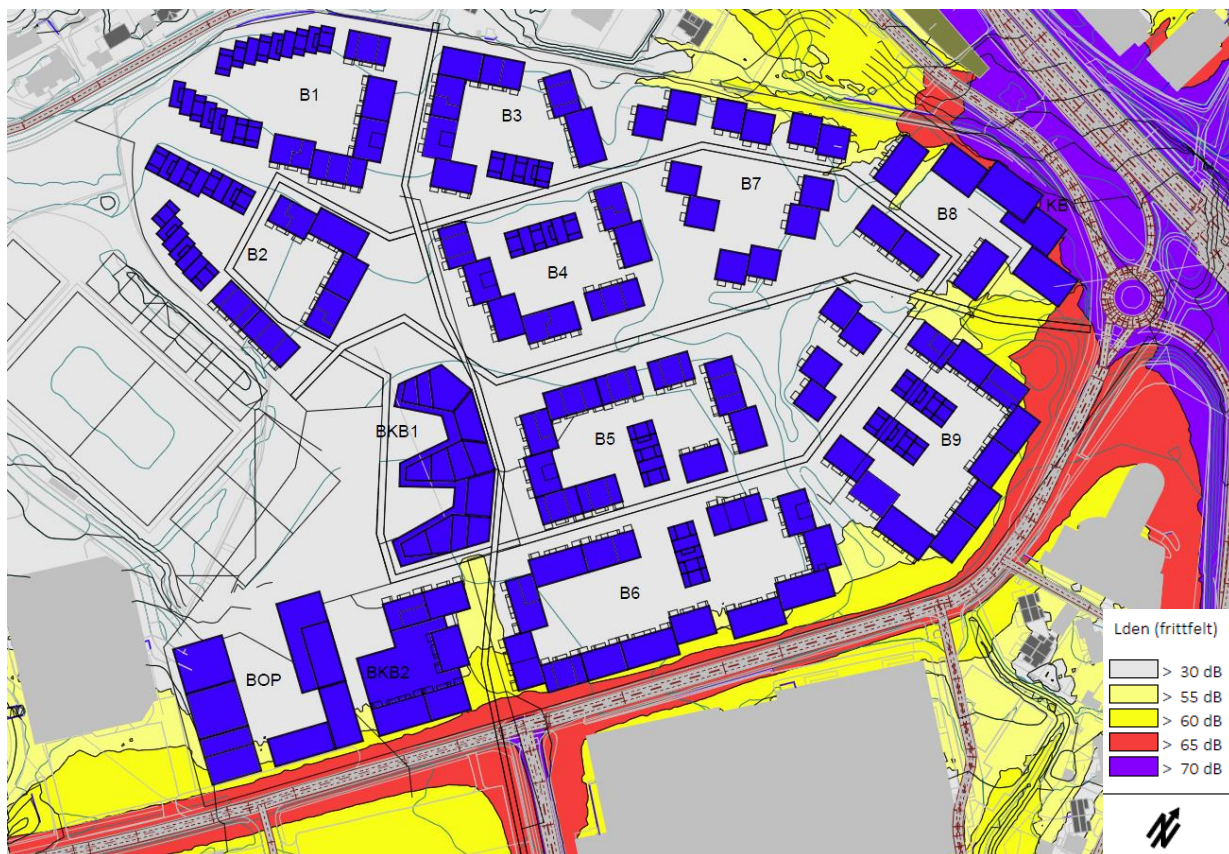 B1
B3
B7
B8
KB
B2
B4
BKB1
B5
B9
B6
BOP
BKB2
Lden (frittfelt)
> 30 dB
> 55 dB
> 60 dB
> 65 dB
> 70 dB
N